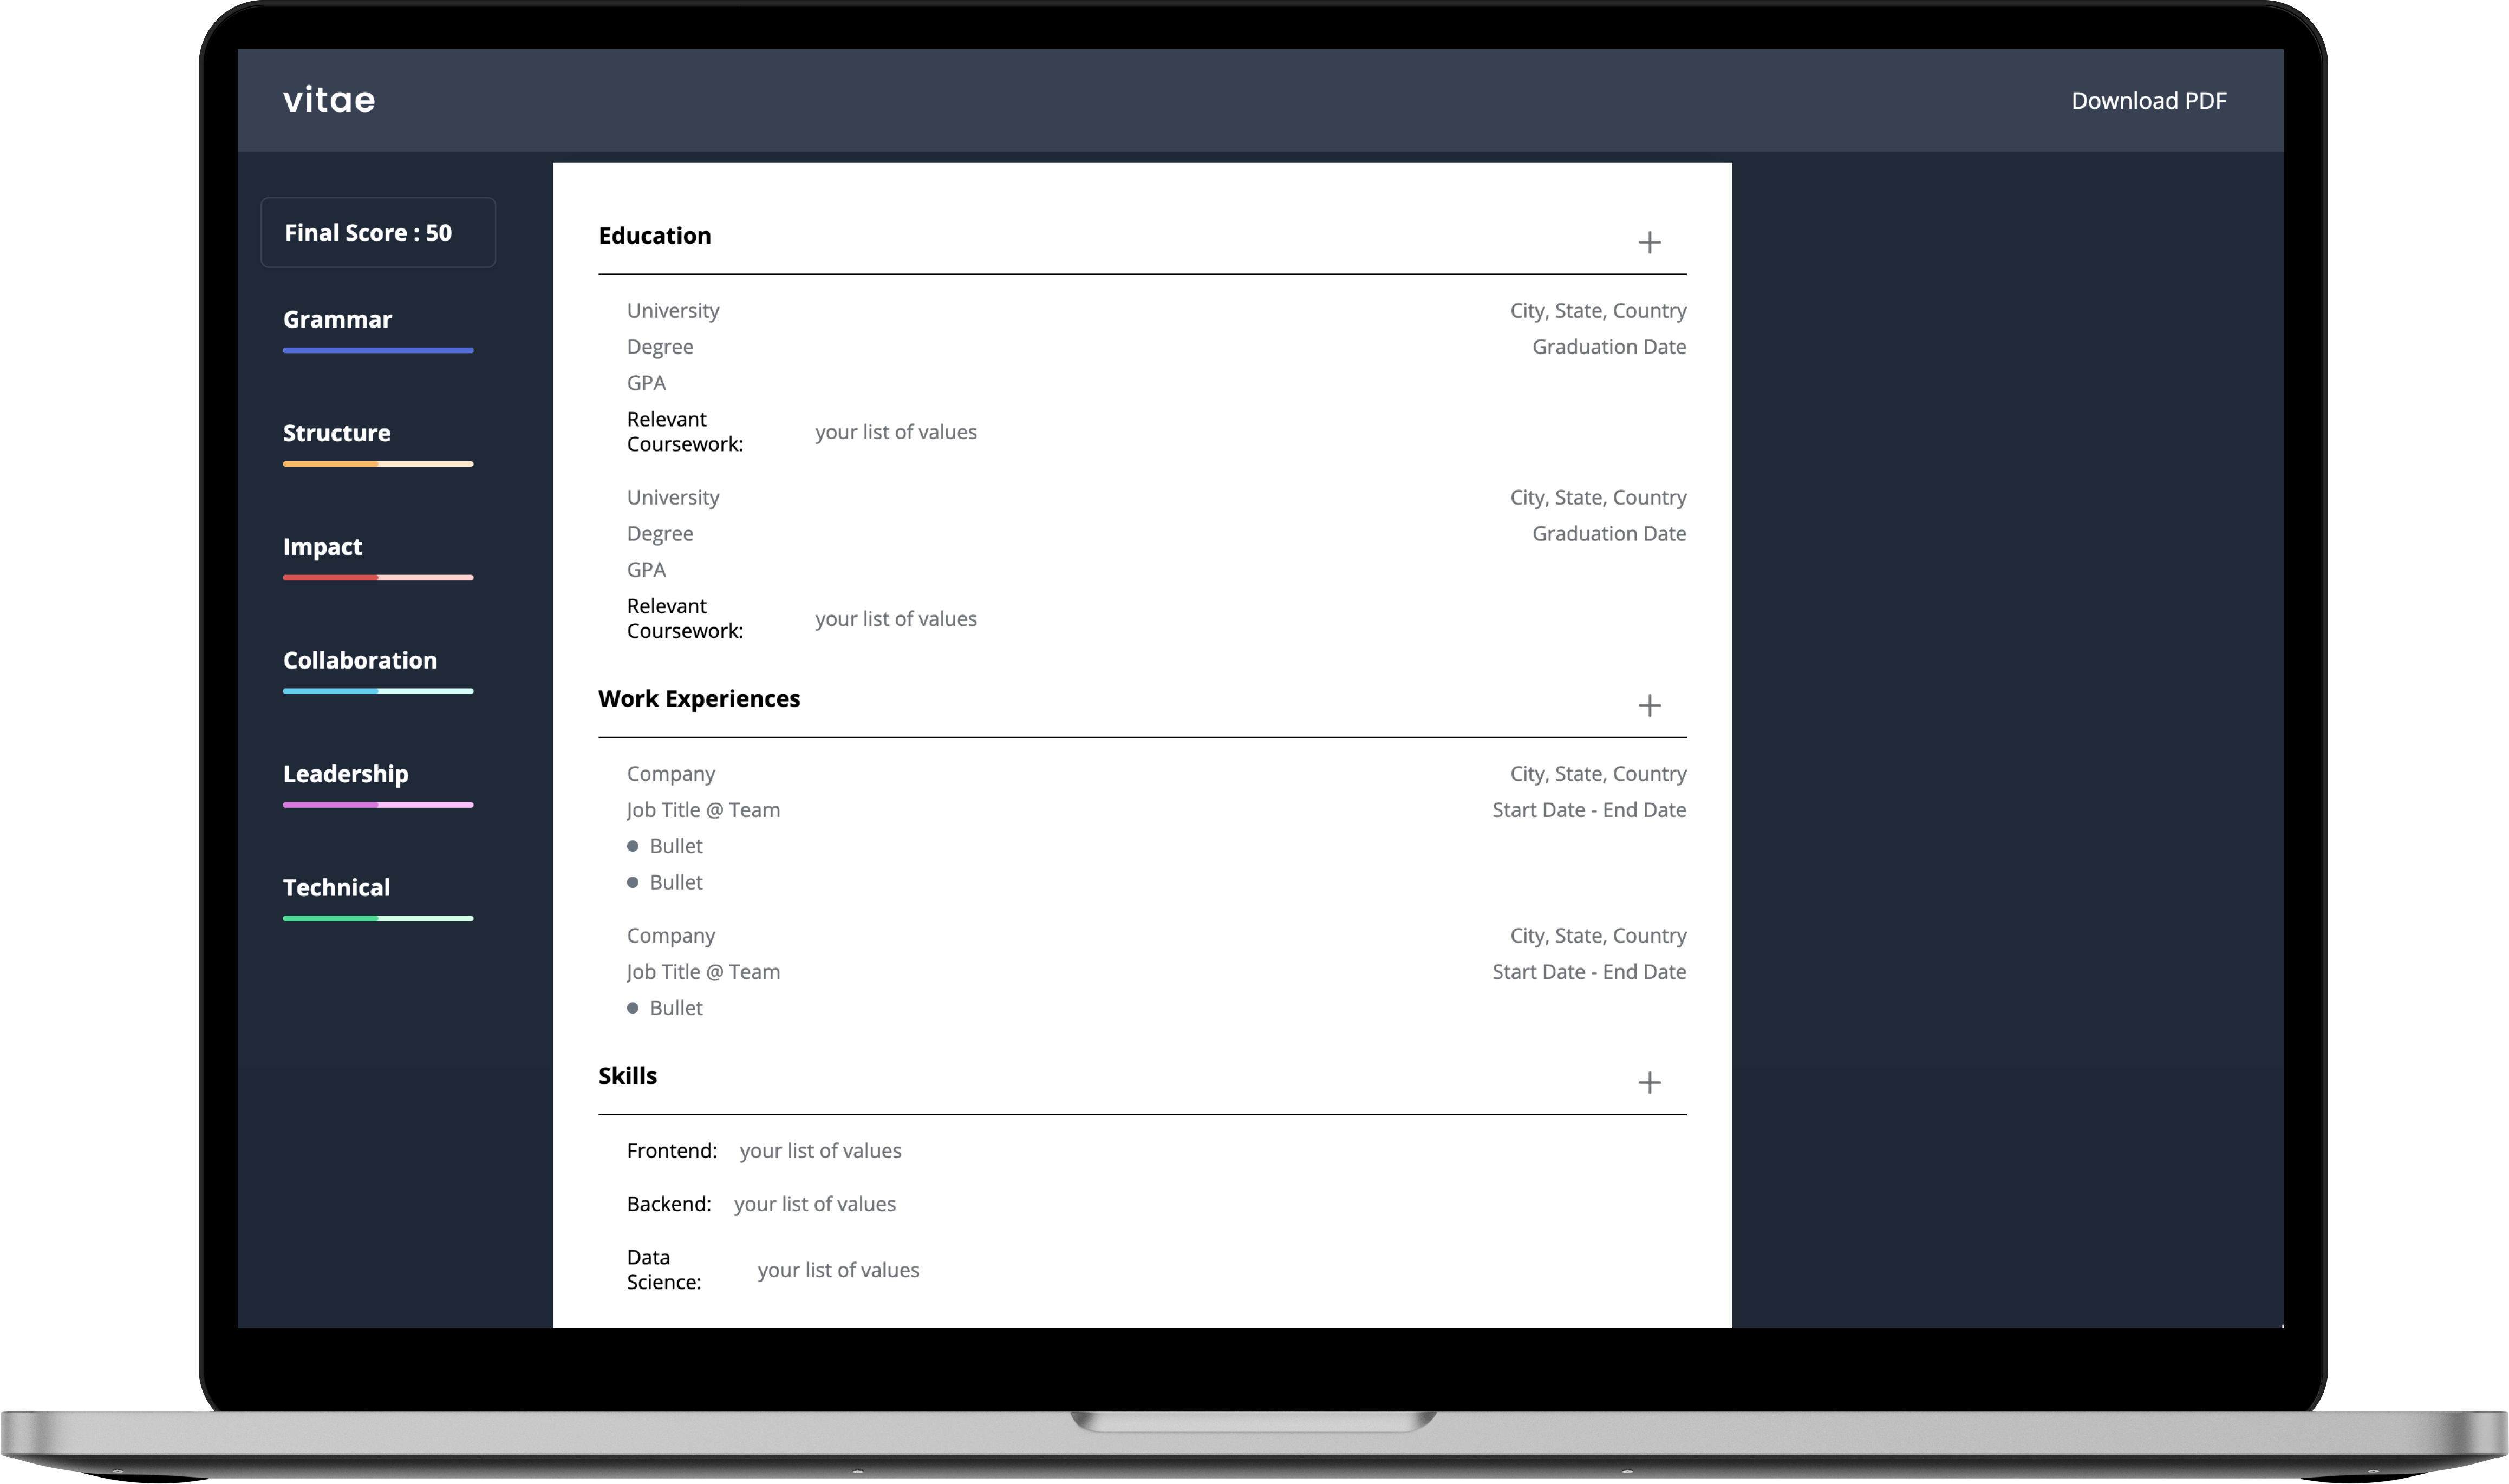 vitae
Download PDF
Final Score : 50
Grammar
Structure
Impact
Collaboration
Leadership
Technical
Education
University
City, State, Country
Degree
Graduation Date
GPA
Relevant
Coursework:
your list of values
University
City, State, Country
Degree
Graduation Date
GPA
Relevant
Coursework:
your list of values
Work Experiences
Company
City, State, Country
Job Title @ Team
Start Date - End Date
Bullet
Bullet
Company
City, State, Country
Job Title @ Team
Start Date - End Date
Bullet
Skills
Frontend: your list of values
Backend: your list of values
Data
Science:
your list of values